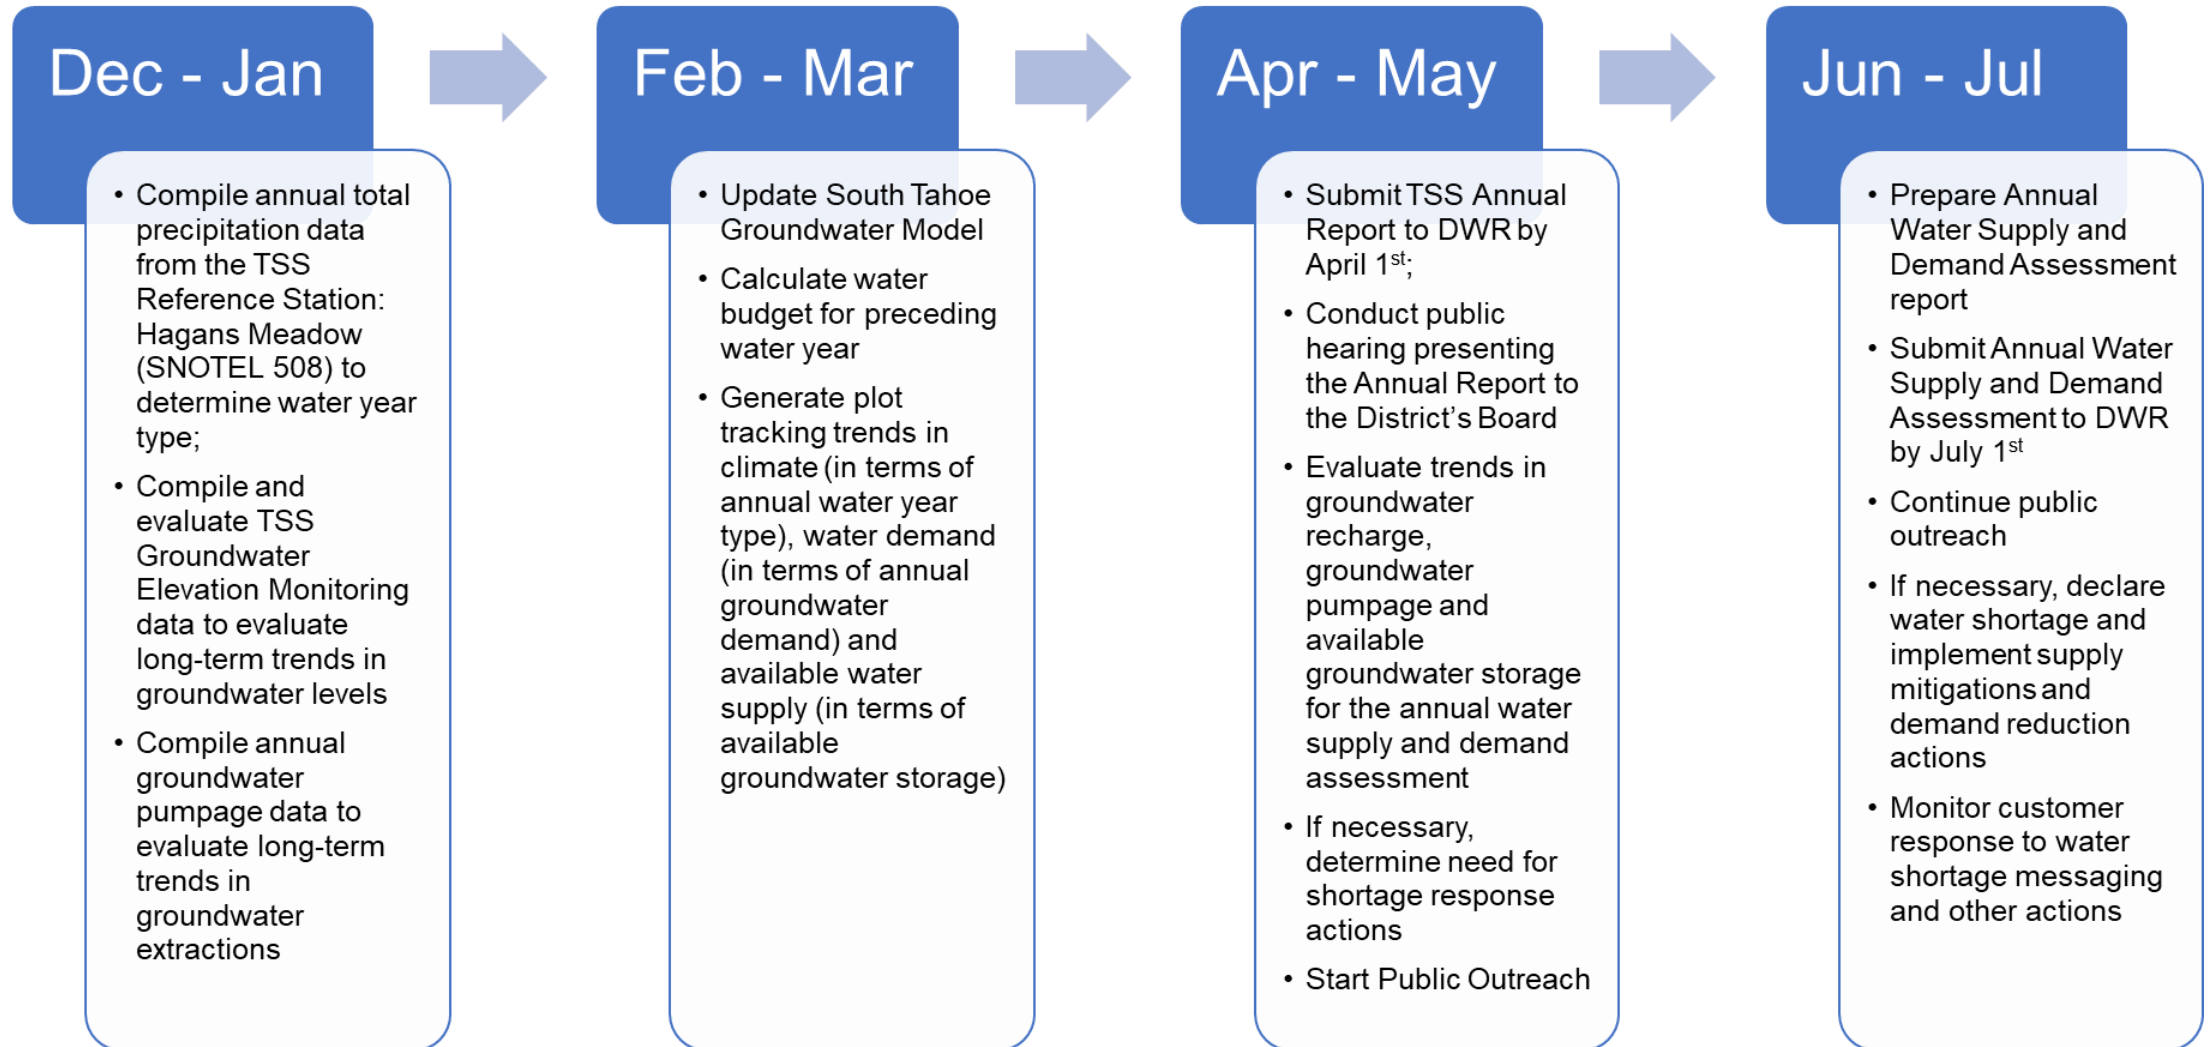 Dec - Jan
• Compile annual total
precipitation data
from the TSS
Reference Station:
Hagans Meadow
(SNOTEL 508) to
determine water year
type;
• Compile and
evaluate TSS
Groundwater
Elevation Monitoring
data to evaluate
long-term trends in
groundwater levels
• Compile annual
groundwater
pumpage data to
evaluate long-term
trends in
groundwater
extractions
Feb - Mar
• Update South Tahoe
Groundwater Model
• Calculate water
budget for preceding
water year
• Generate plot
tracking trends in
climate (in terms of
annual water year
type), water demand
(in terms of annual
groundwater
demand) and
available water
supply (in terms of
available
groundwater storage)
Apr - May
• Submit TSS Annual
Report to DWR by
April 1st;
• Conduct public
hearing presenting
the Annual Report to
the District’s Board
• Evaluate trends in
groundwater
recharge,
groundwater
pumpage and
available
groundwater storage
for the annual water
supply and demand
assessment
• If necessary,
determine need for
shortage response
actions
• Start Public Outreach
Jun - Jul
• Prepare Annual
Water Supply and
Demand Assessment
report
• Submit Annual Water
Supply and Demand
Assessment to DWR
by July 1st
• Continue public
outreach
• If necessary, declare
water shortage and
implement supply
mitigations and
demand reduction
actions
• Monitor customer
response to water
shortage messaging
and other actions